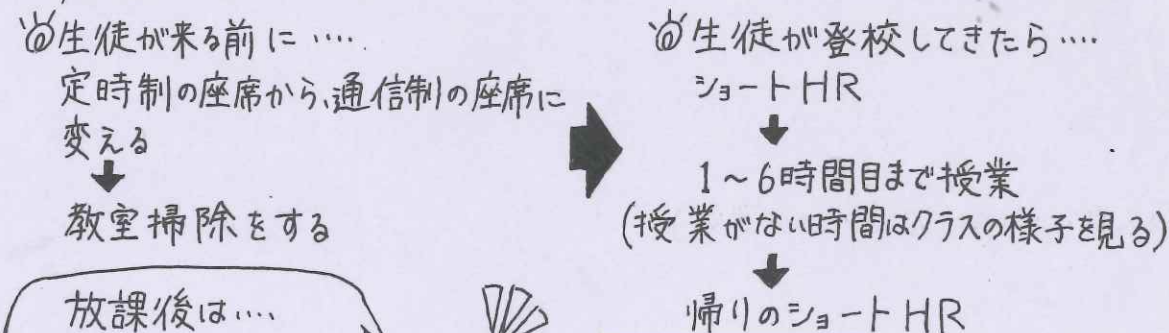 生徒が来る前に‥‥
定時制の座席から、通信制の座席に
変える
教室掃除をする
放課後は‥‥
生徒が登校してきたら‥‥
ショートHR
1～6時間目まで授業
(授業がない時間はクラスの様子を見る)
帰りのショートHR